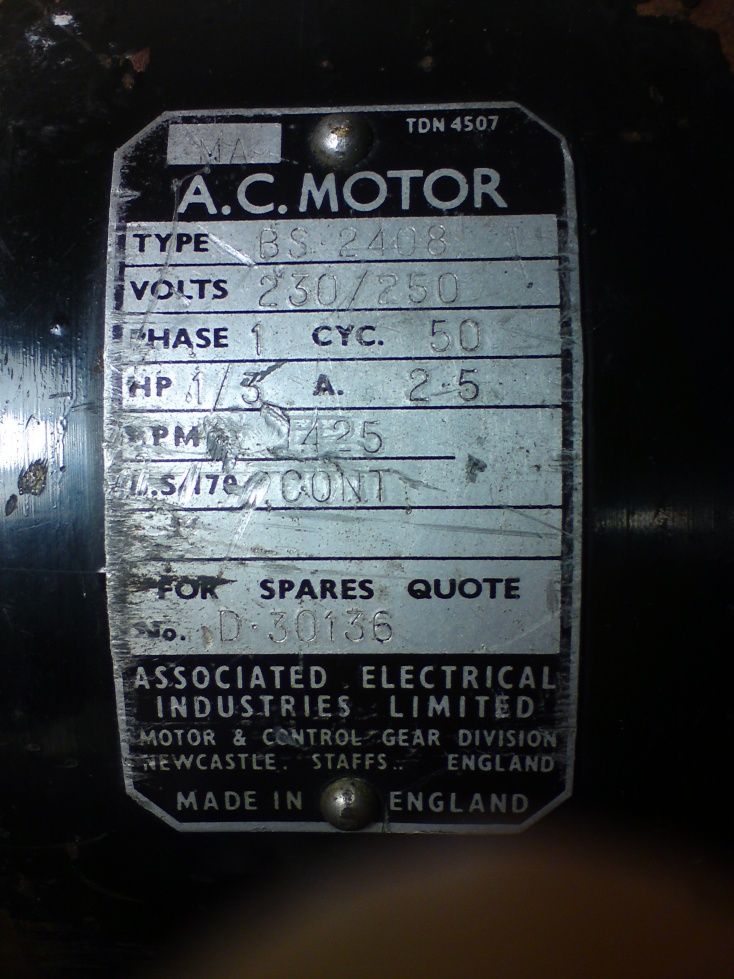 MA
TDN 4507
A.C. MOTOR
TYPE BS 2408
VOLTS 230/250
PHASE 1 CYC. 50
HP 1/3 A. 2·5
RPM 1425
CONT
FOR SPARES QUOTE
No. D·30136
ASSOCIATED ELECTRICAL
INDUSTRIES LIMITED
MOTOR & CONTROL GEAR DIVISION
NEWCASTLE. STAFFS.. ENGLAND
MADE IN ENGLAND